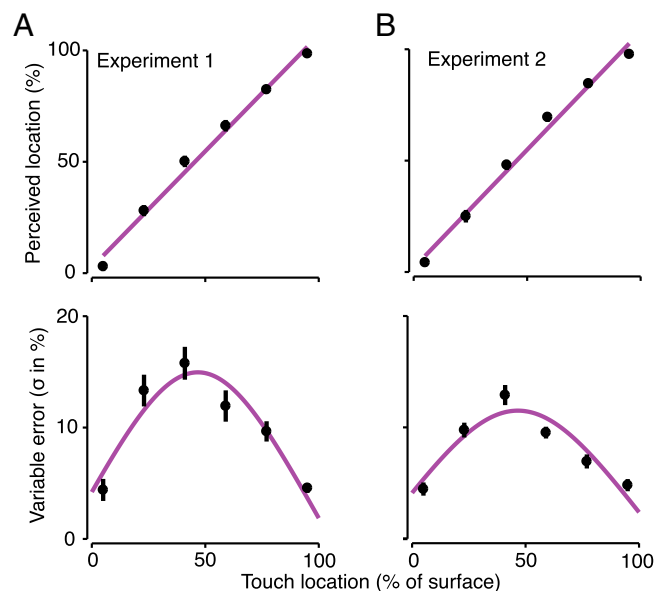 A
B
Experiment 1
Experiment 2
Perceived location (%)
100
50
0
Variable error (σ in %)
20
10
0
0
50
100
0
50
100
Touch location (% of surface)